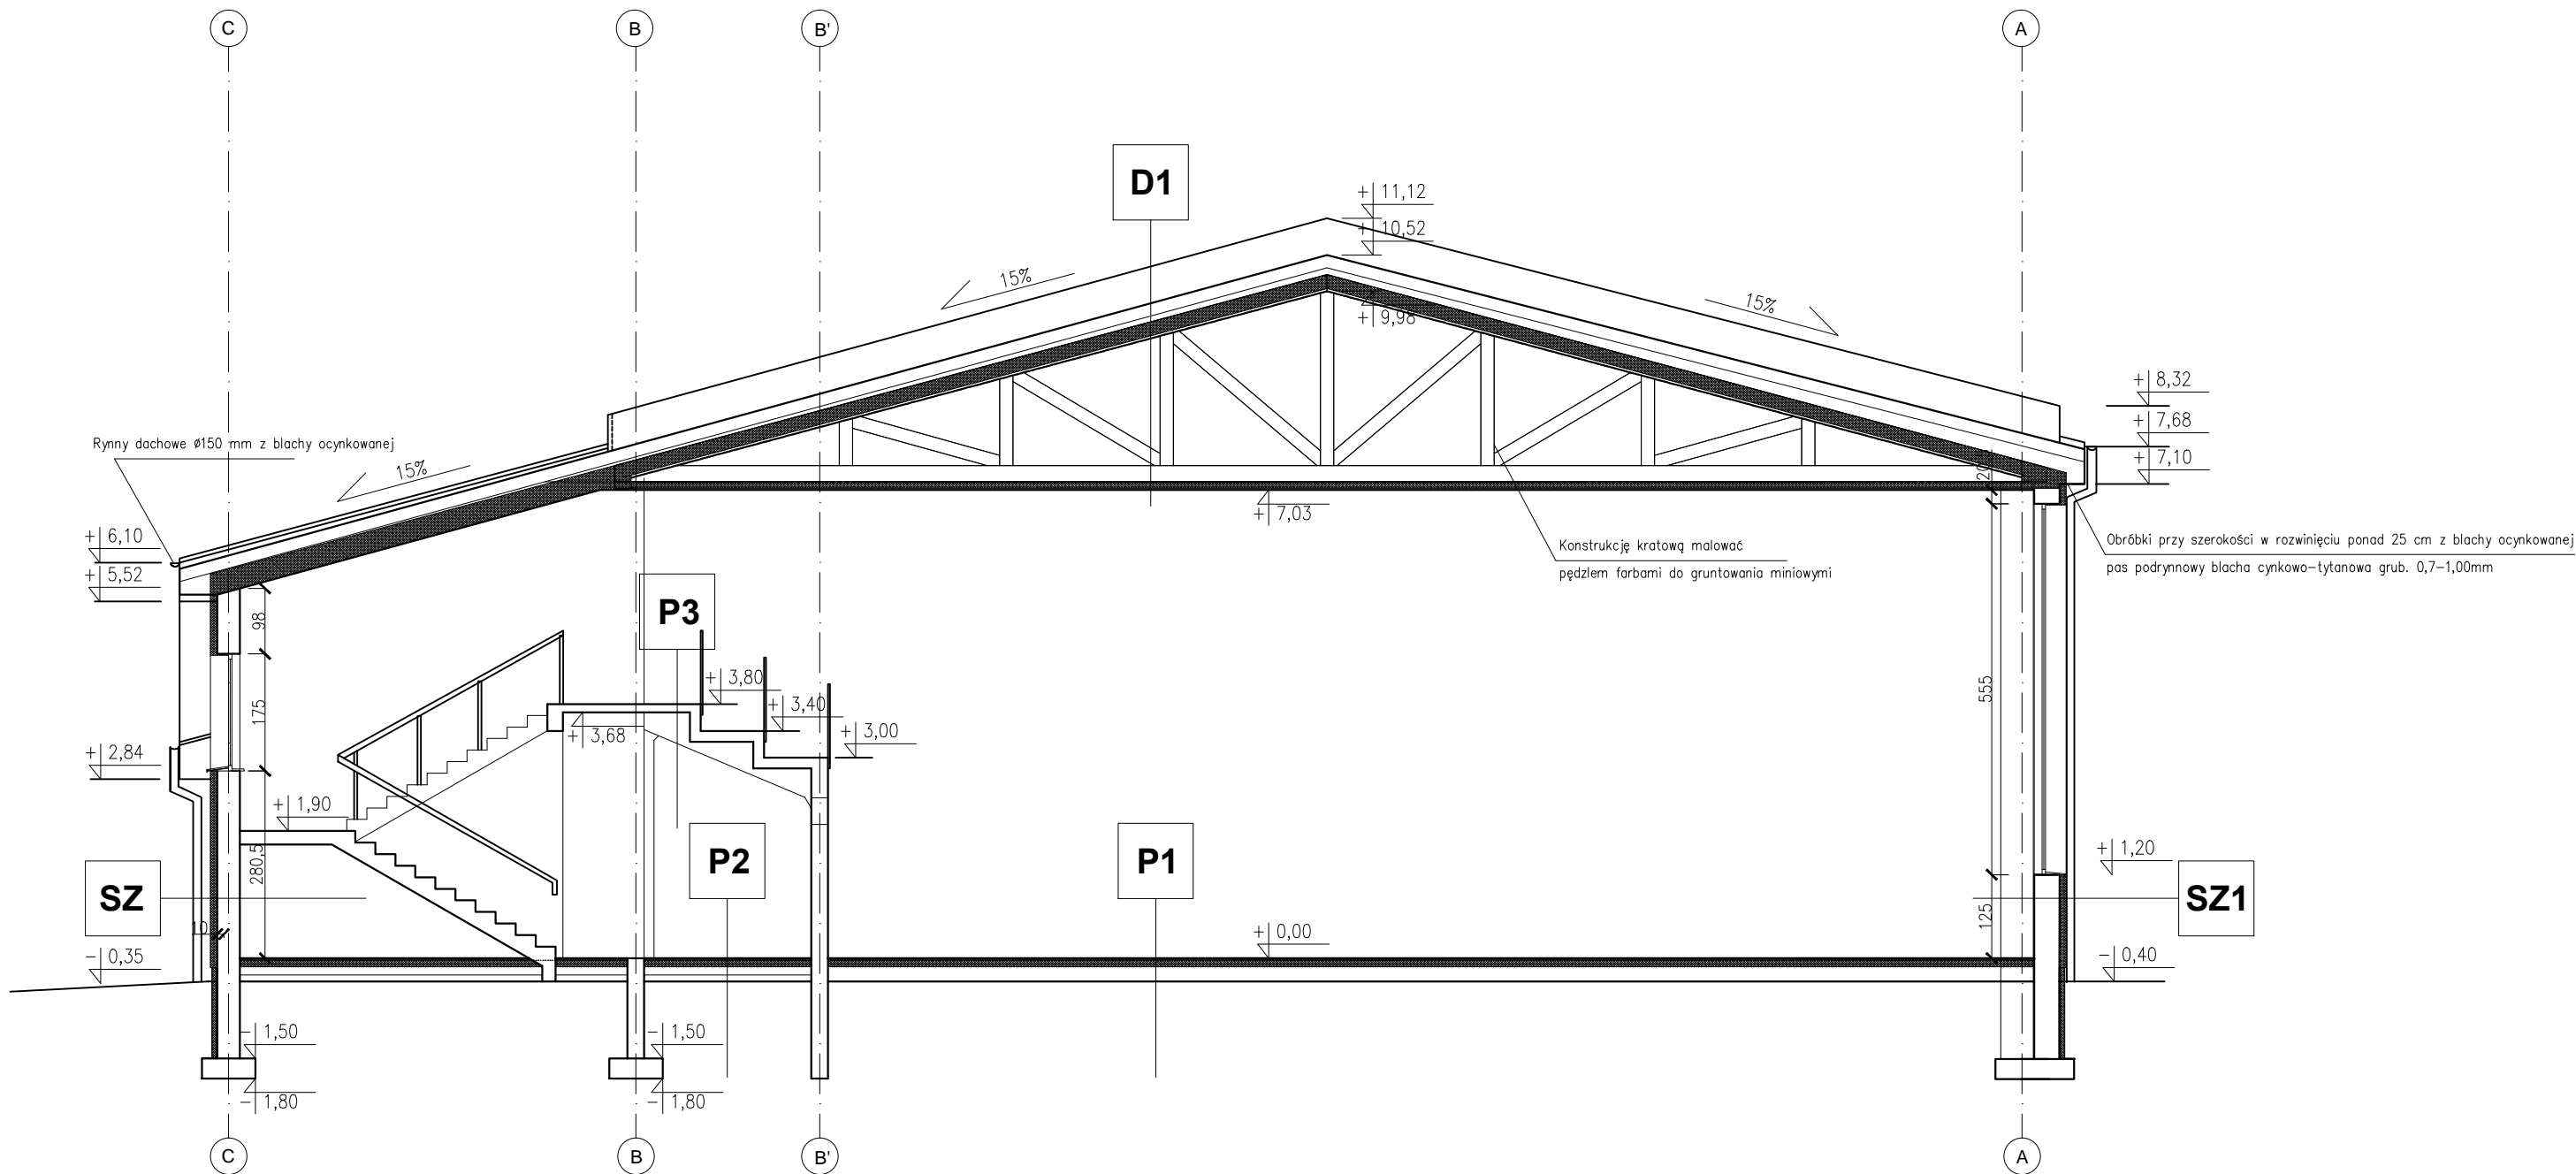 C
B
B'
A
D1
+ 11,12
+ 10,52
15%
15%
+ 9,98
+ 8,32
+ 7,68
+ 7,10
Rynny dachowe Ø150 mm z blachy ocynkowanej
15%
+ 7,03
+ 6,10
+ 5,52
Konstrukcję kratową malować
pędzlem farbami do gruntowania miniowymi
Obróbki przy szerokości w rozwinięciu ponad 25 cm z blachy ocynkowanej
pas podrynnowy blacha cynkowo-tytanowa grub. 0,7-1,00mm
98
P3
+ 3,80
+ 3,40
+ 3,00
+ 3,68
175
555
+ 2,84
+ 1,90
280,5
P2
P1
+ 1,20
SZ
SZ1
125
10
+ 0,00
- 0,35
- 0,40
- 1,50
- 1,50
- 1,80
- 1,80
C
B
B'
A